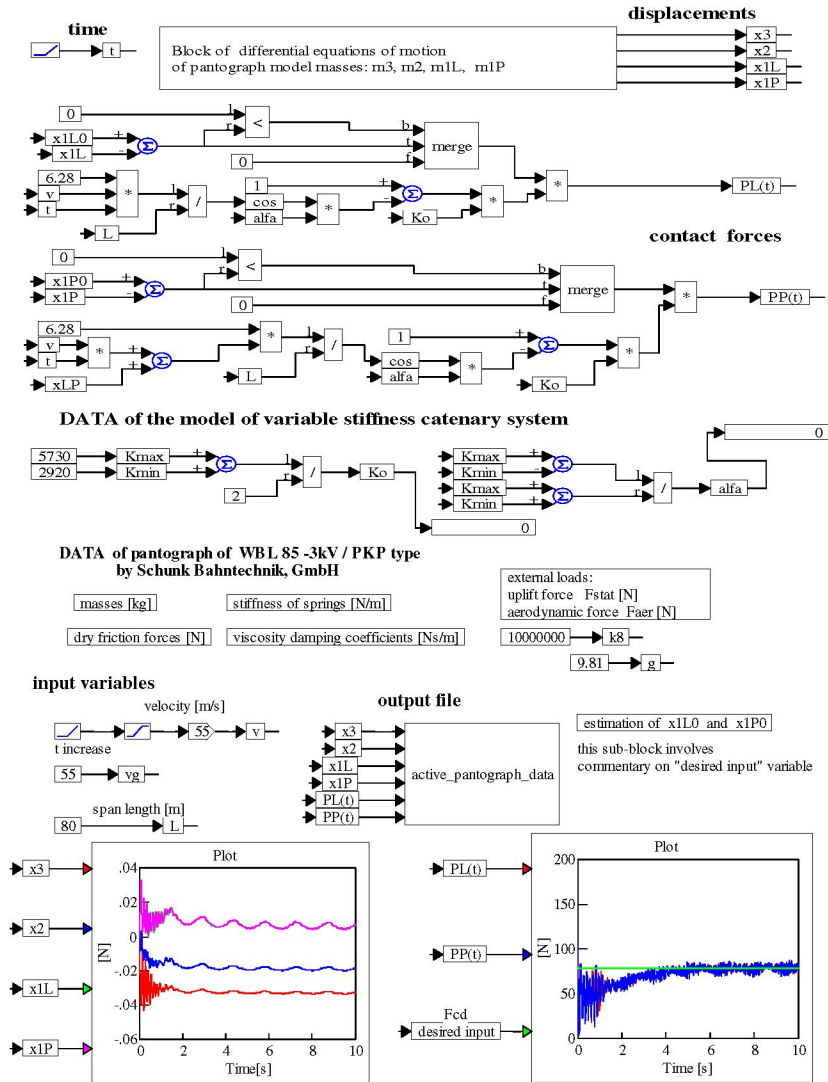 time
displacements
t
Block of differential equations of motion
of pantograph model masses: m3, m2, m1L, m1P
x3
x2
x1L
x1P
0
l
r
<
x1L0
+
x1L
-
Σ
0
b
t
f
merge
6.28
v
t
*
l
r
/
L
1
cos
alfa
*
+
-
Σ
Ko
*
*
PL(t)
contact forces
0
l
r
<
x1P0
+
x1P
-
Σ
0
b
t
f
merge
*
PP(t)
6.28
v
t
*
xLP
+
+
Σ
*
l
r
/
L
1
cos
alfa
*
+
-
Σ
Ko
*
DATA of the model of variable stiffness catenary system
5730
Kmax
+
2920
Kmin
+
Σ
2
l
r
/
Ko
0
Kmax
+
Kmin
-
Σ
Kmax
+
Kmin
+
Σ
l
r
/
alfa
0
DATA of pantograph of WBL 85 -3kV / PKP type
by Schunk Bahntechnik, GmbH
masses [kg]
stiffness of springs [N/m]
dry friction forces [N]
viscosity damping coefficients [Ns/m]
external loads:
uplift force Fstat [N]
aerodynamic force Faer [N]
10000000
k8
9.81
g
input variables
velocity [m/s]
55
v
t increase
55
vg
span length [m]
80
L
output file
x3
x2
x1L
x1P
PL(t)
PP(t)
active_pantograph_data
estimation of x1L0 and x1P0
this sub-block involves
commentary on "desired input" variable
x3
x2
x1L
x1P
Plot
[N]
.04
.02
0
-.02
-.04
-.06
0 2 4 6 8 10
Time[s]
PL(t)
PP(t)
Fcd
desired input
Plot
[N]
200
150
100
50
0
0 2 4 6 8 10
Time [s]